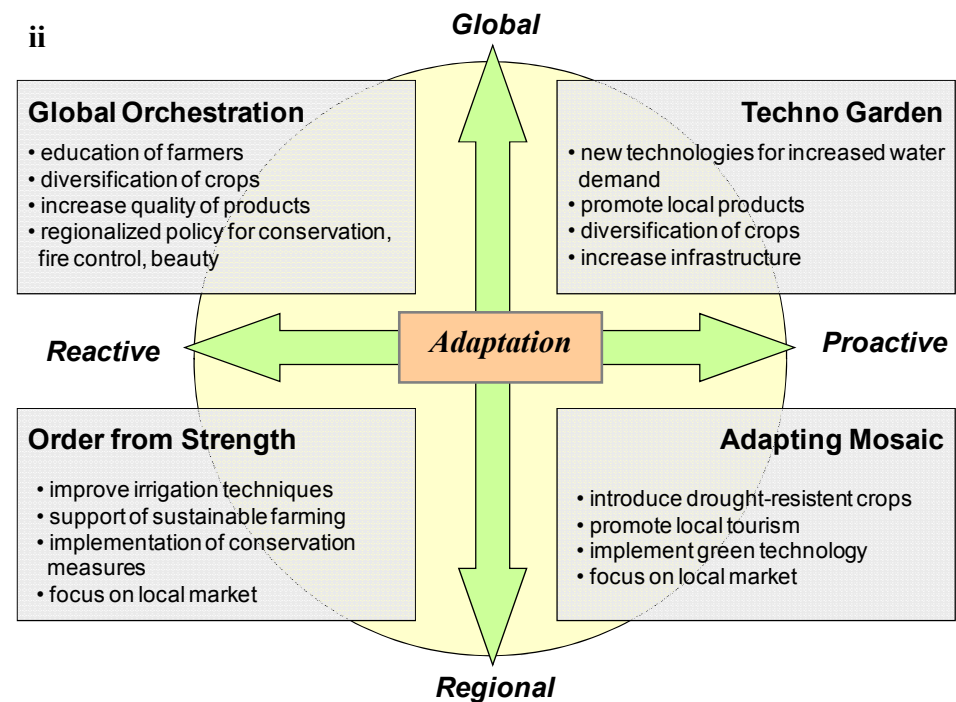 ii
Global
Global Orchestration
• education of farmers
• diversification of crops
• increase quality of products
• regionalized policy for conservation,
fire control, beauty
Techno Garden
• new technologies for increased water
demand
• promote local products
• diversification of crops
• increase infrastructure
Reactive
Adaptation
Proactive
Order from Strength
• improve irrigation techniques
• support of sustainable farming
• implementation of conservation
measures
• focus on local market
Adapting Mosaic
• introduce drought-resistent crops
• promote local tourism
• implement green technology
• focus on local market
Regional